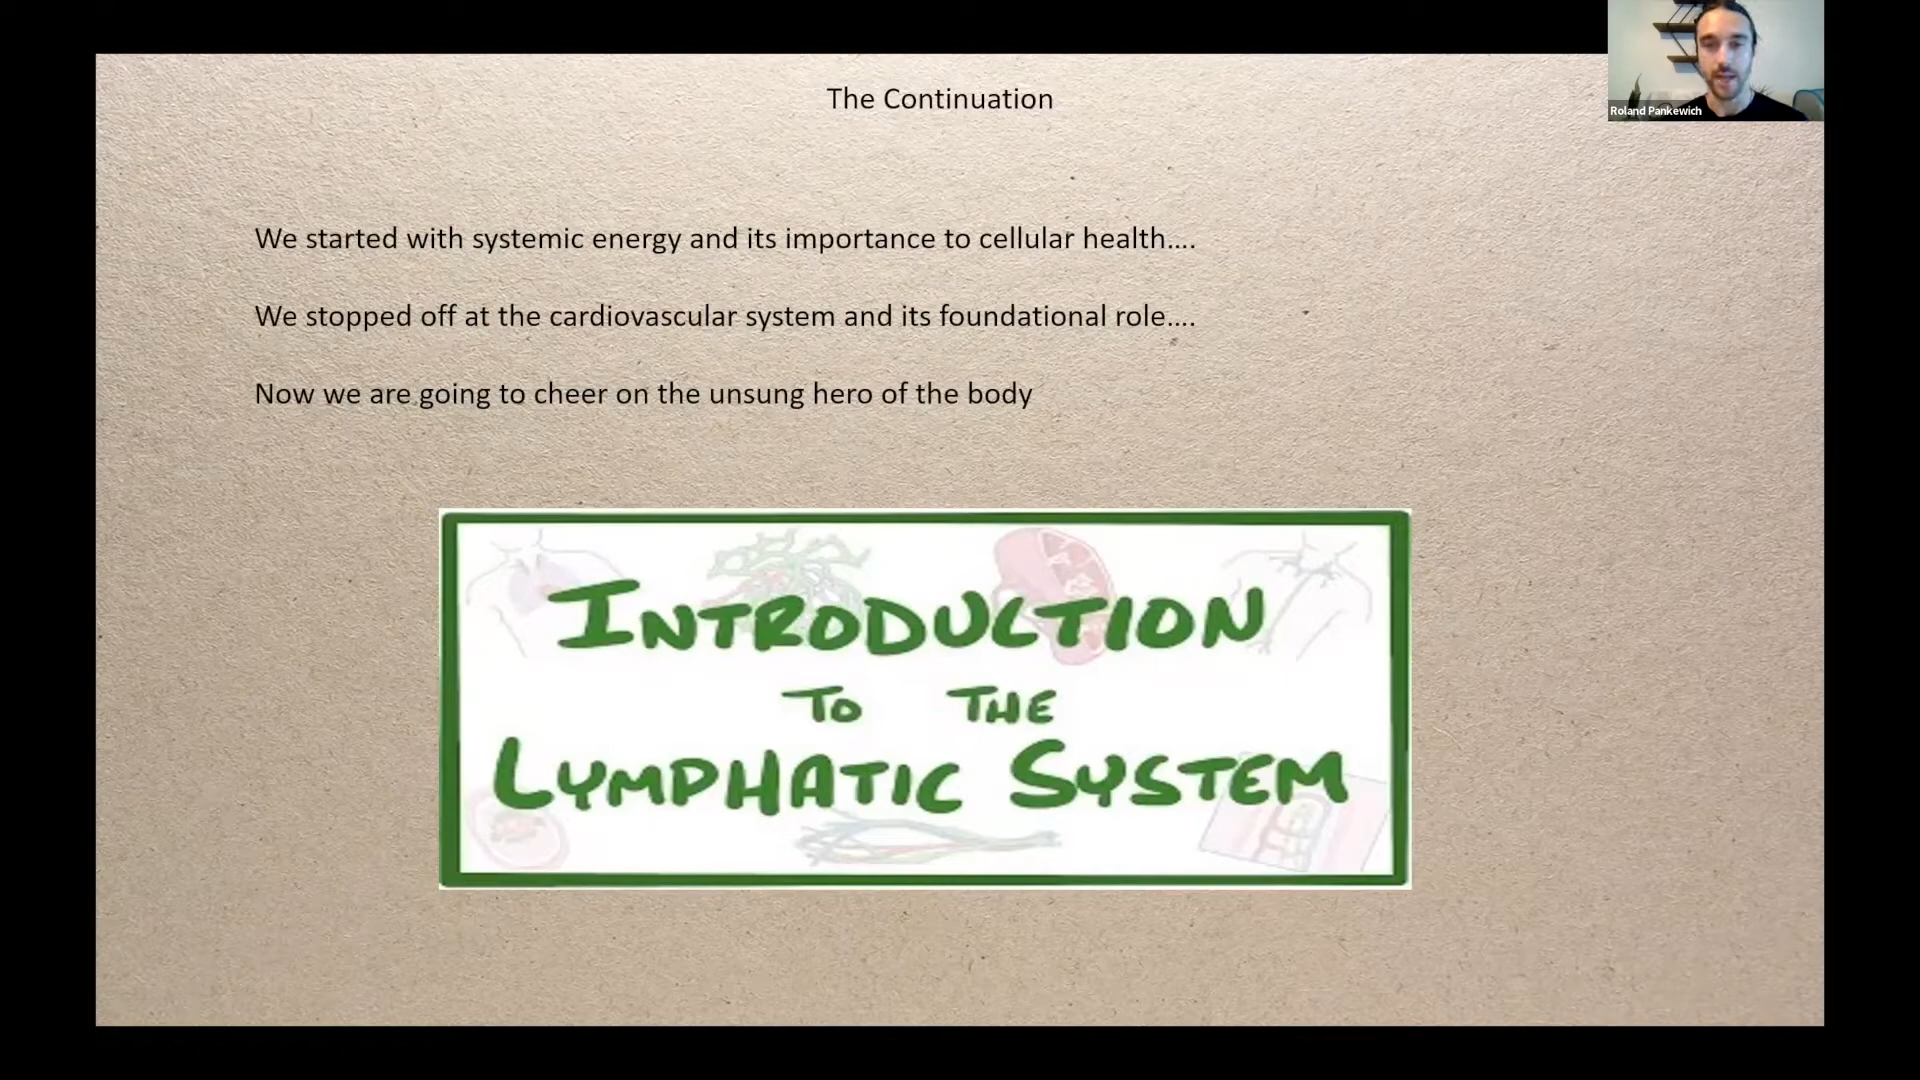 The Continuation
Roland Pankewich
We started with systemic energy and its importance to cellular health....
We stopped off at the cardiovascular system and its foundational role....
Now we are going to cheer on the unsung hero of the body
INTRODUCTION
TO THE
LYMPHATIC SYSTEM